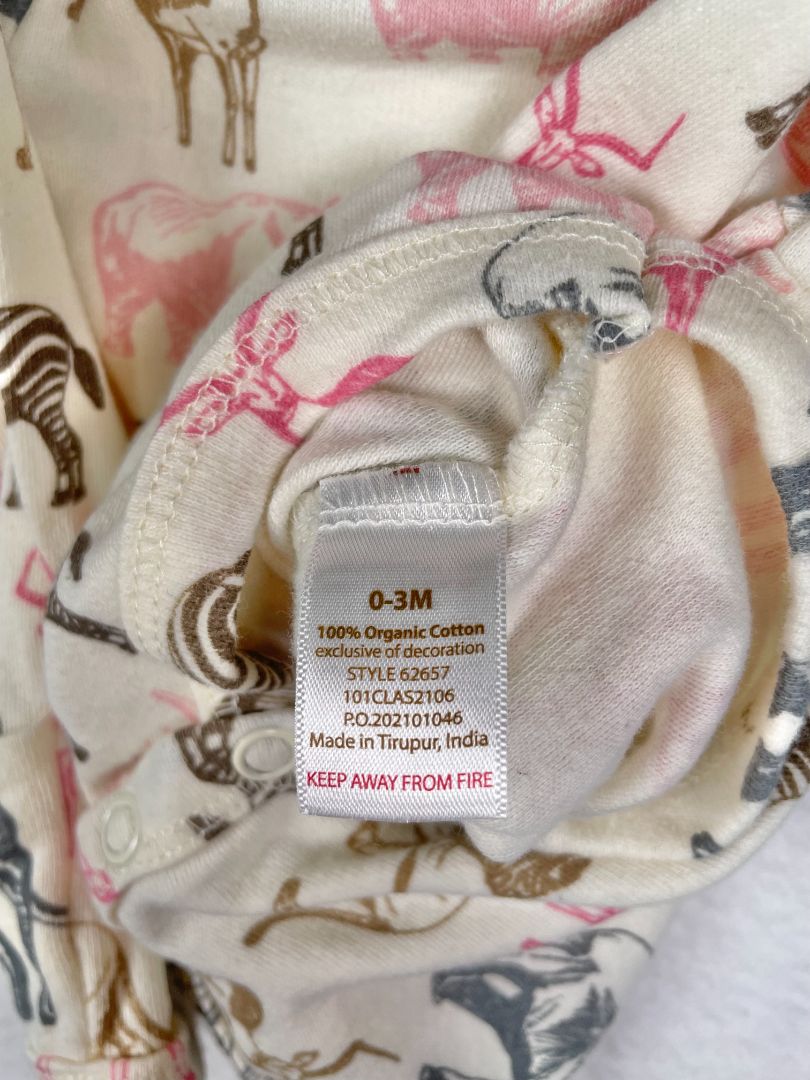 0-3M
100% Organic Cotton
exclusive of decoration
STYLE 62657
101CLAS2106
P.O.202101046
Made in Tirupur, India
KEEP AWAY FROM FIRE